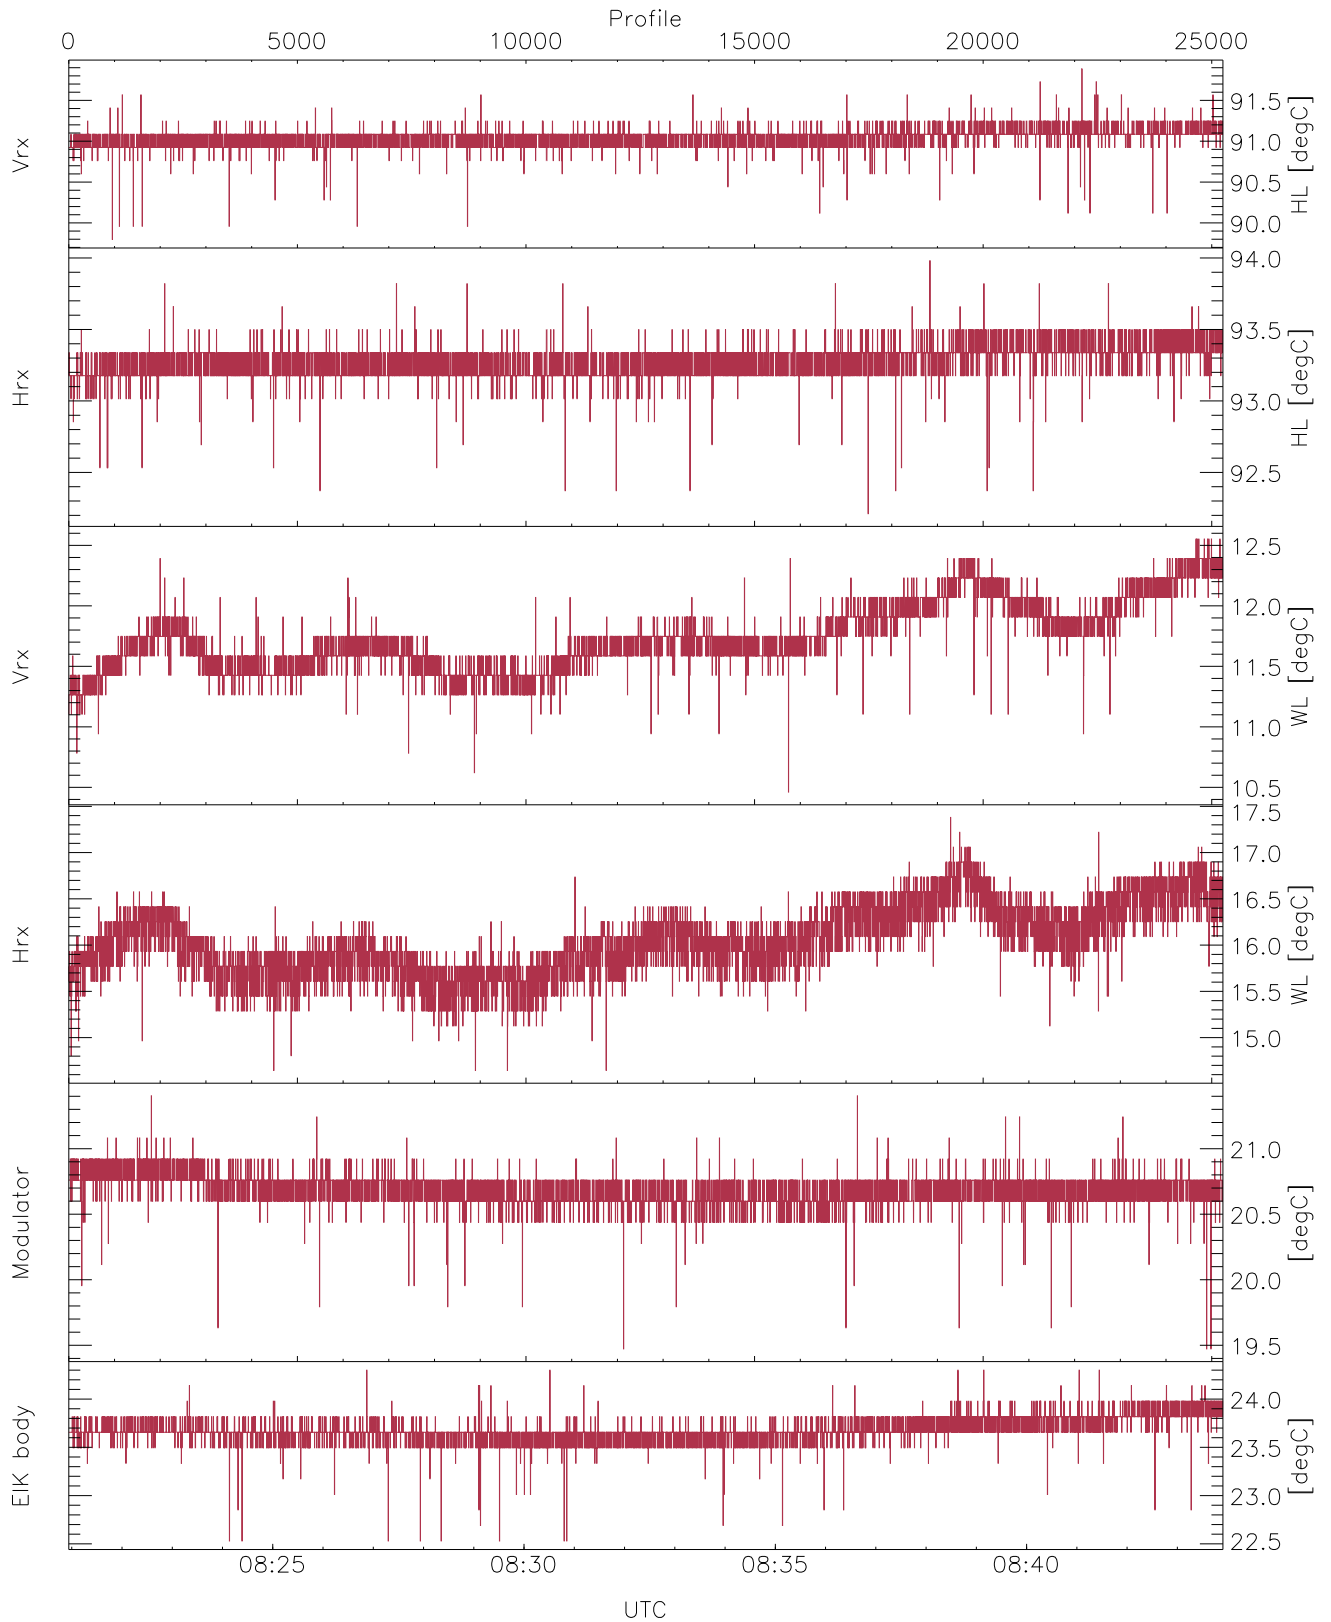 Profile
0 5000 10000 15000 20000 25000
Vrx
91.5
91.0
90.5
90.0
HL [degC]
Hrx
94.0
93.5
93.0
92.5
HL [degC]
Vrx
12.5
12.0
11.5
11.0
10.5
WL [degC]
Hrx
17.5
17.0
16.5
16.0
15.5
15.0
WL [degC]
Modulator
21.0
20.5
20.0
19.5
[degC]
EIK body
24.0
23.5
23.0
22.5
[degC]
08:25 08:30 08:35 08:40
UTC